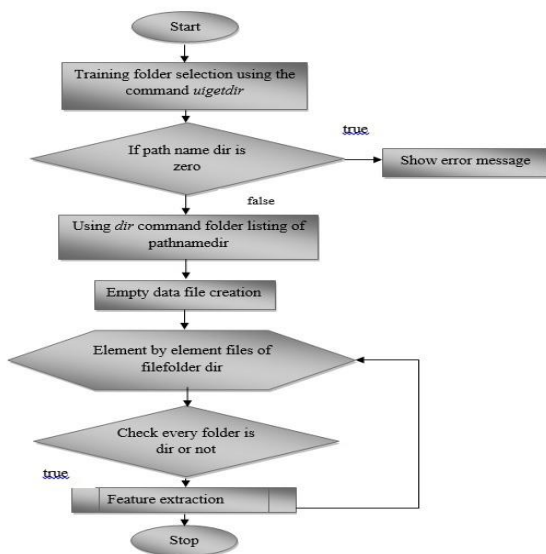 Start
Training folder selection using the
command uigetdir
true
If path name dir is
zero
Show error message
false
Using dir command folder listing of
pathnamedir
Empty data file creation
Element by element files of
filefolder dir
Check every folder is
dir or not
true
Feature extraction
Stop